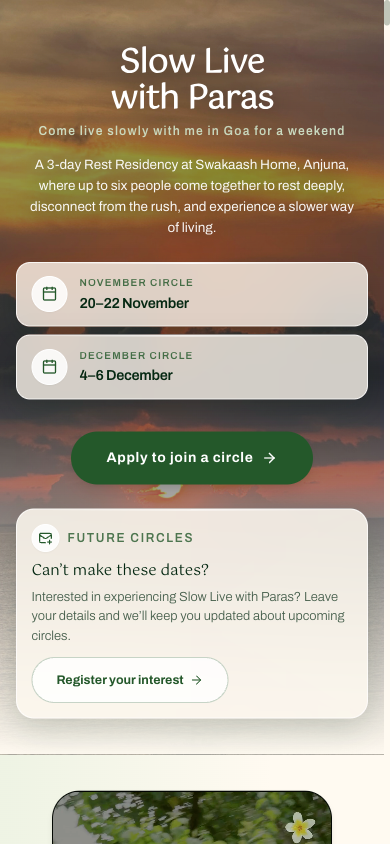 Slow Live
with Paras
Come live slowly with me in Goa for a weekend
A 3-day Rest Residency at Swakaash Home, Anjuna,
where up to six people come together to rest deeply,
disconnect from the rush, and experience a slower way
of living.
NOVEMBER CIRCLE
20–22 November
DECEMBER CIRCLE
4–6 December
Apply to join a circle →
FUTURE CIRCLES
Can’t make these dates?
Interested in experiencing Slow Live with Paras? Leave
your details and we’ll keep you updated about upcoming
circles.
Register your interest →